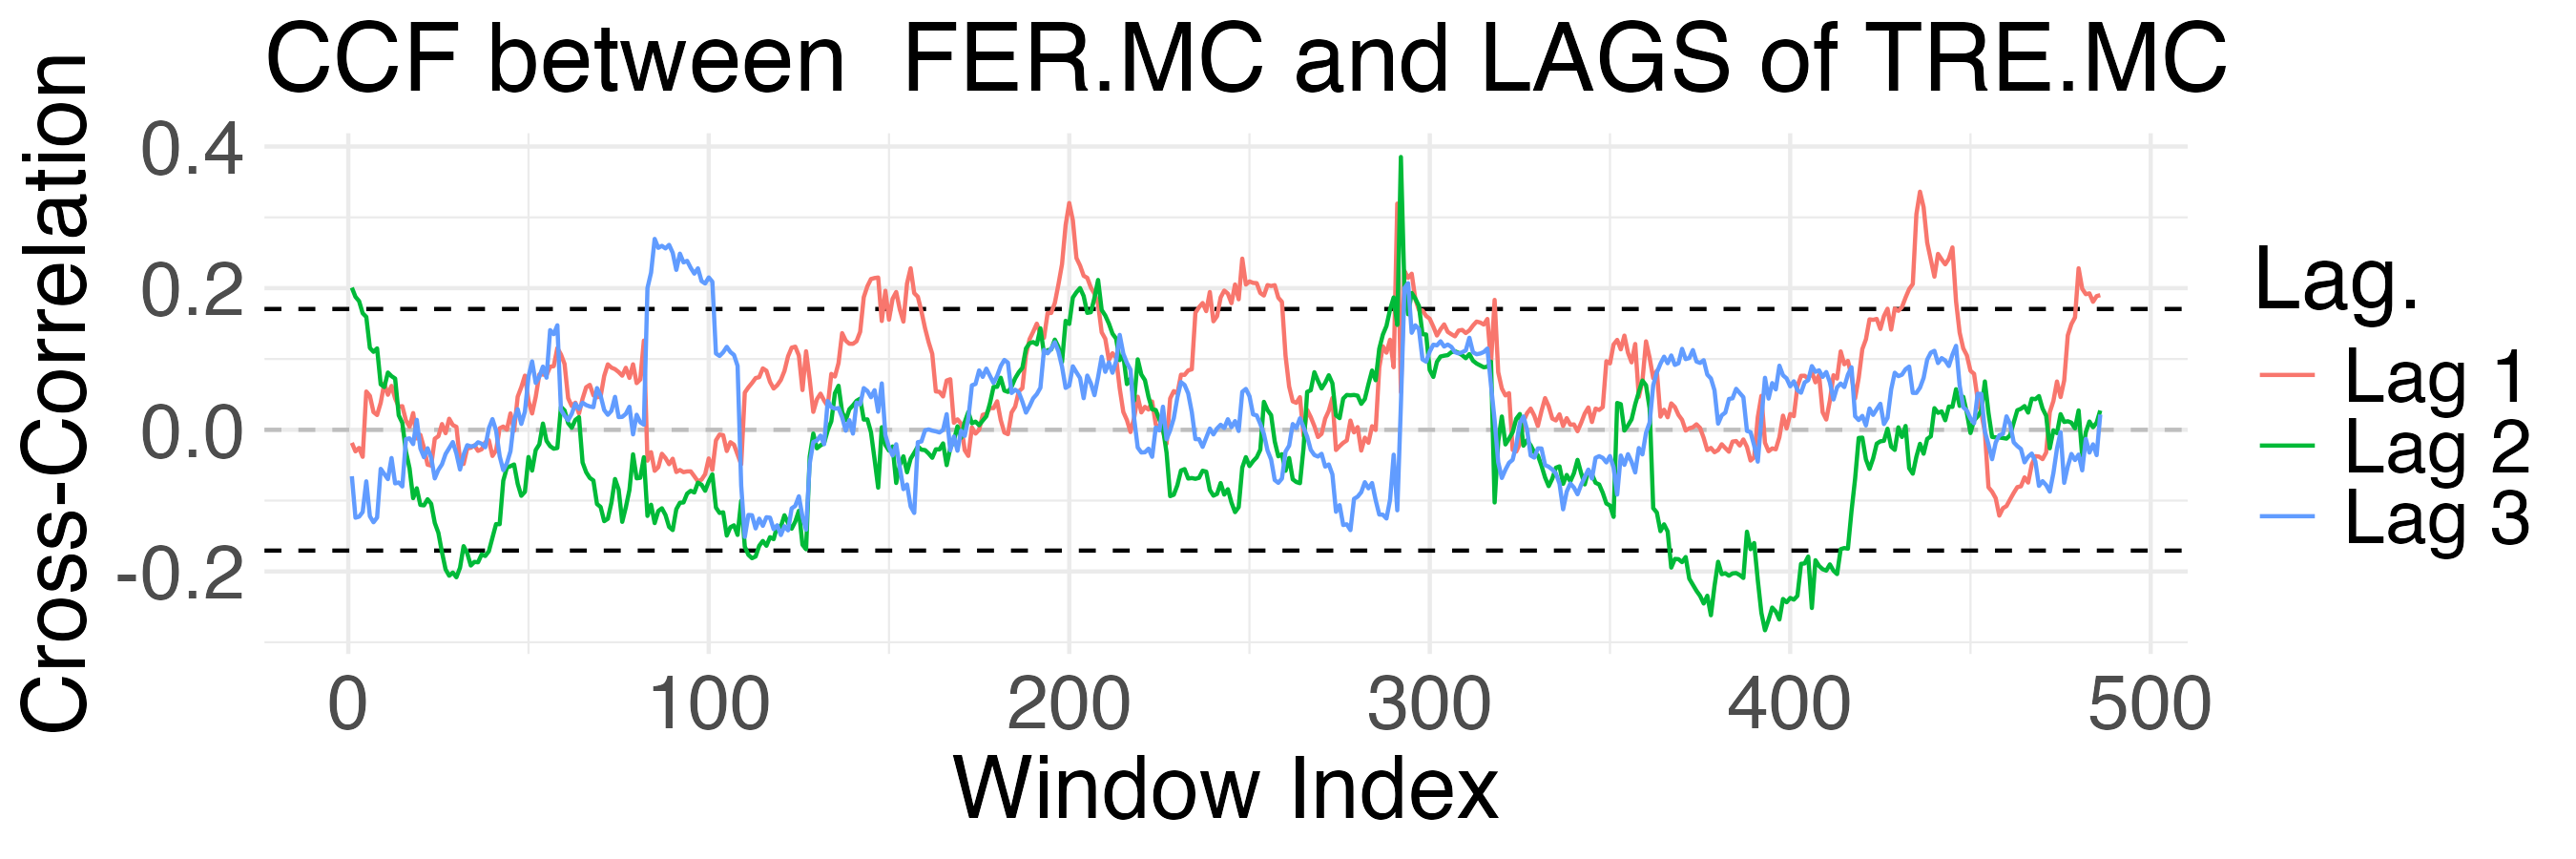 CCF between  FER.MC and LAGS of TRE.MC
Cross-Correlation
0.4
0.2
0.0
-0.2
0 100 200 300 400 500
Window Index
Lag.
Lag 1
Lag 2
Lag 3